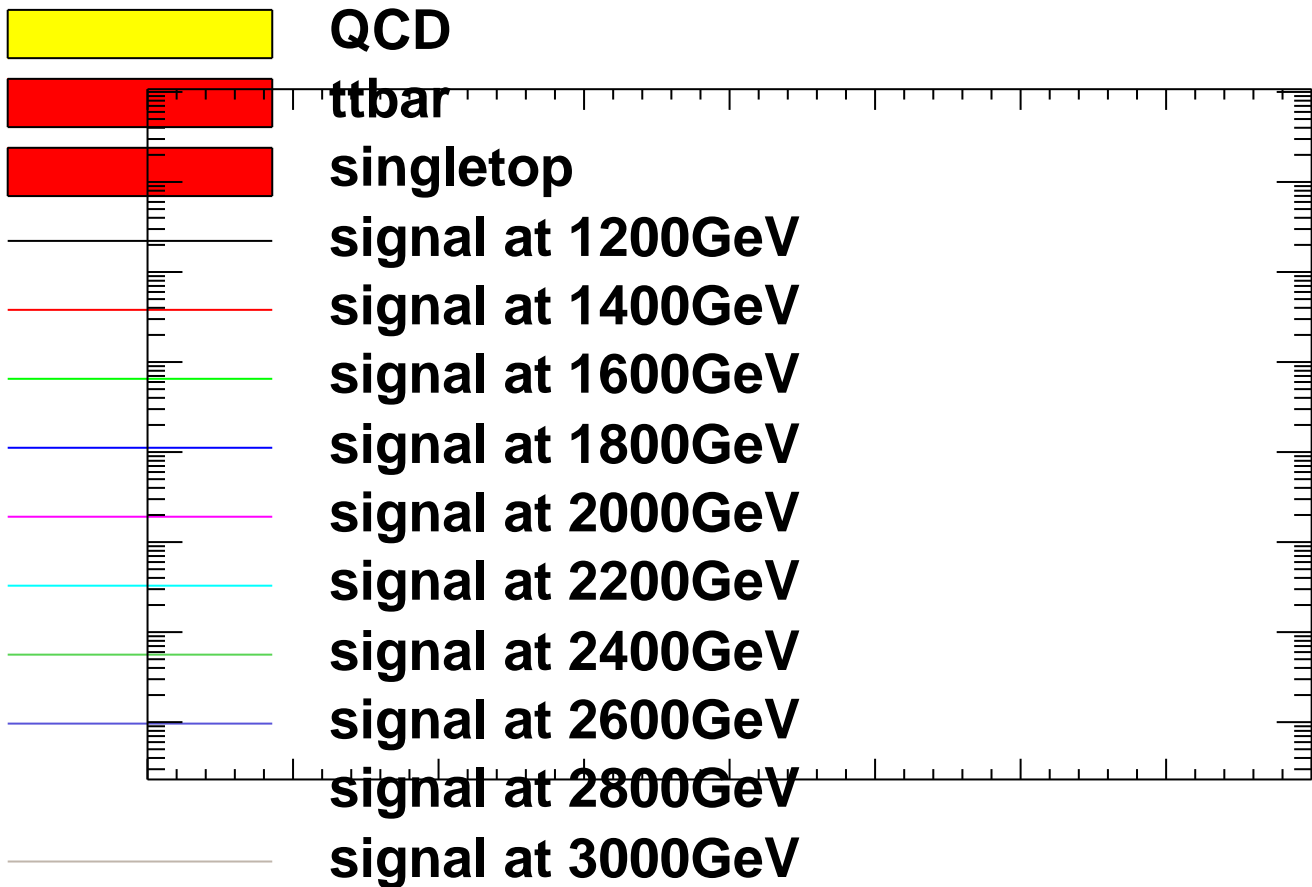 QCD
ttbar
singletop
signal at 1200GeV
signal at 1400GeV
signal at 1600GeV
signal at 1800GeV
signal at 2000GeV
signal at 2200GeV
signal at 2400GeV
signal at 2600GeV
signal at 2800GeV
signal at 3000GeV